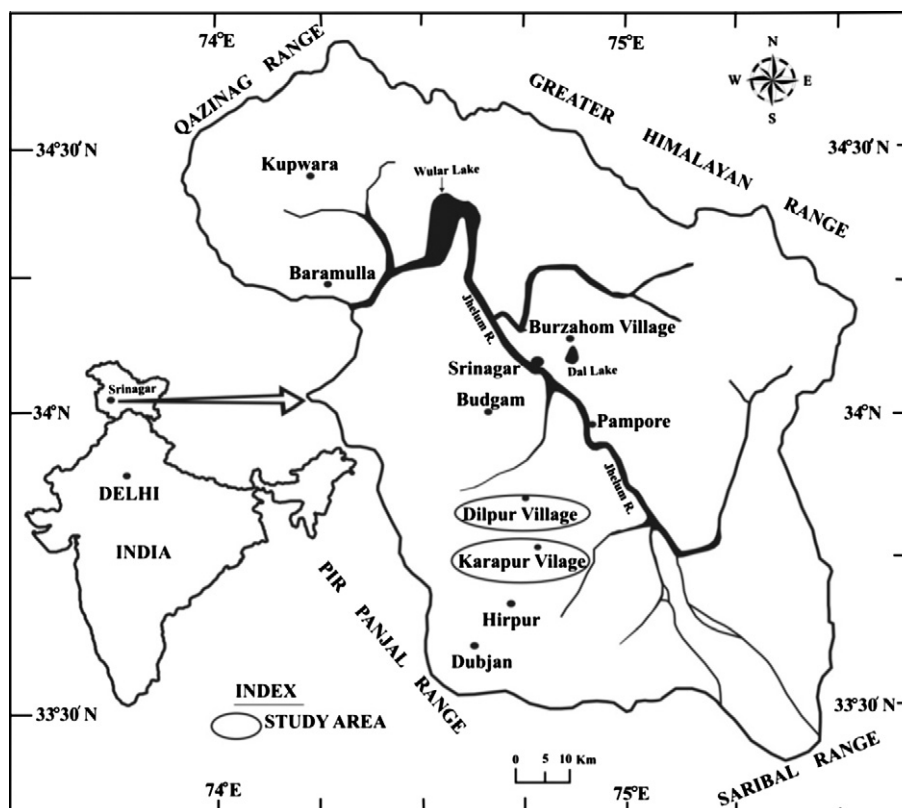 74°E
75°E
QAZINAG RANGE
GREATER HIMALAYAN RANGE
N
W
E
S
34°30'N
34°30'N
Kupwara
Wular Lake
Baramulla
Jhelum R.
Burzahom Village
Srinagar
Dal Lake
Srinagar
34°N
34°N
Budgam
Pampore
DELHI
Jhelum R.
Dilpur Village
INDIA
Karapur Vilage
PIR PANJAL RANGE
Hirpur
Dubjan
INDEX
STUDY AREA
33°30'N
33°30'N
0 5 10 Km
SARIBAL RANGE
74°E
75°E